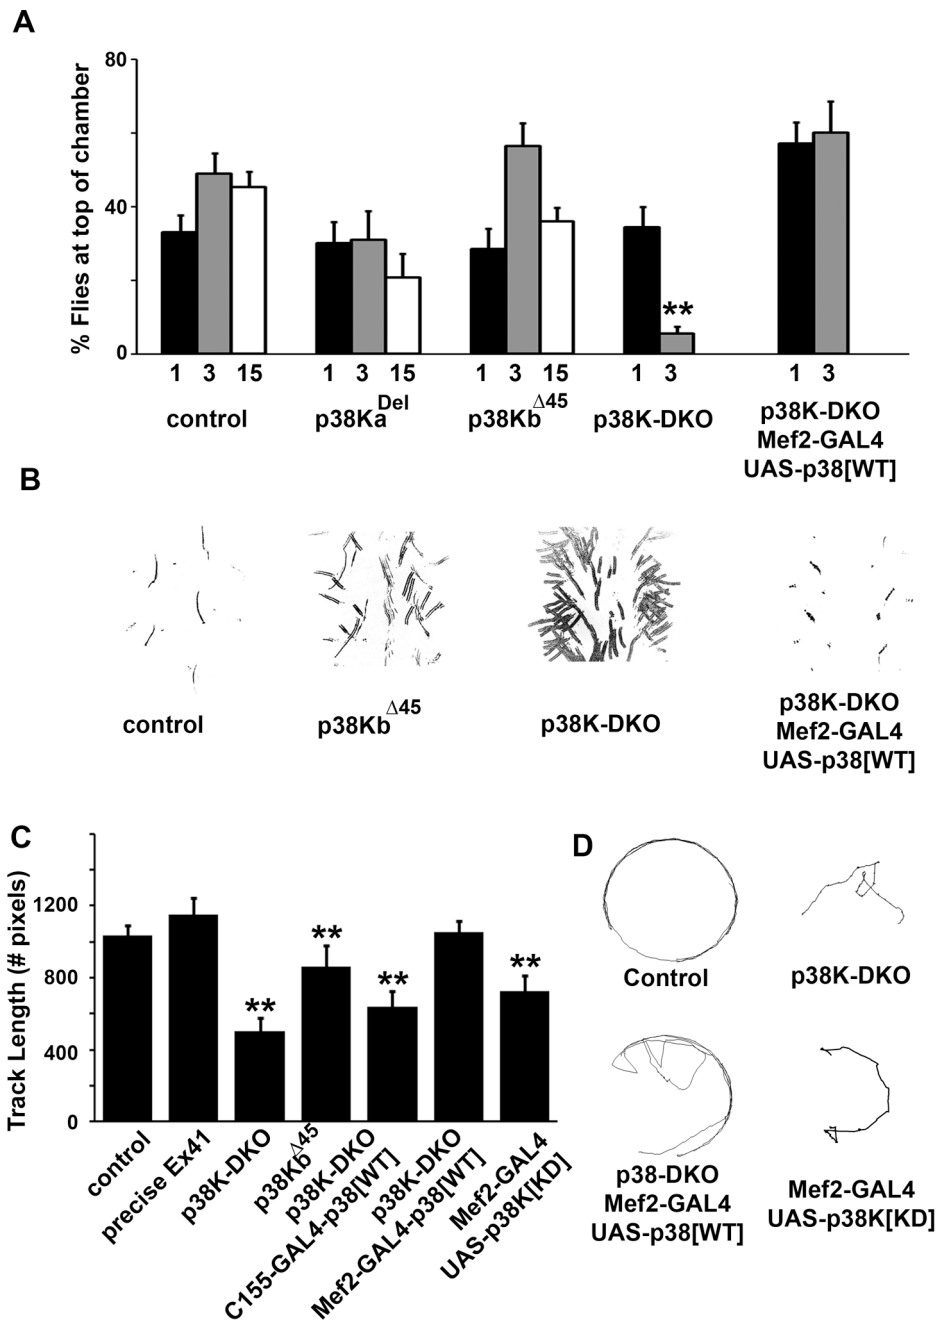 A
% Flies at top of chamber
80
40
0
1 3 15
1 3 15
1 3 15
1 3
1 3
control
p38Ka Del
p38Kb Δ45
p38K-DKO
p38K-DKO
Mef2-GAL4
UAS-p38[WT]
B
control
p38Kb Δ45
p38K-DKO
p38K-DKO
Mef2-GAL4
UAS-p38[WT]
C
Track Length (# pixels)
1200
800
400
0
**
**
**
**
**
control
precise Ex41
p38K-DKO
p38Kb Δ45
p38K-DKO
C155-GAL4-p38[WT]
p38K-DKO
Mef2-GAL4-p38[WT]
Mef2-GAL4
UAS-p38K[KD]
D
Control
p38K-DKO
p38-DKO
Mef2-GAL4
UAS-p38[WT]
Mef2-GAL4
UAS-p38K[KD]